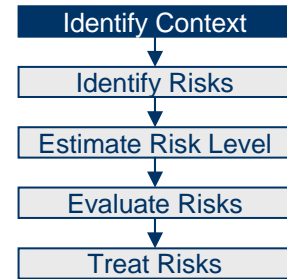 Identify Context
Identify Risks
Estimate Risk Level
Evaluate Risks
Treat Risks